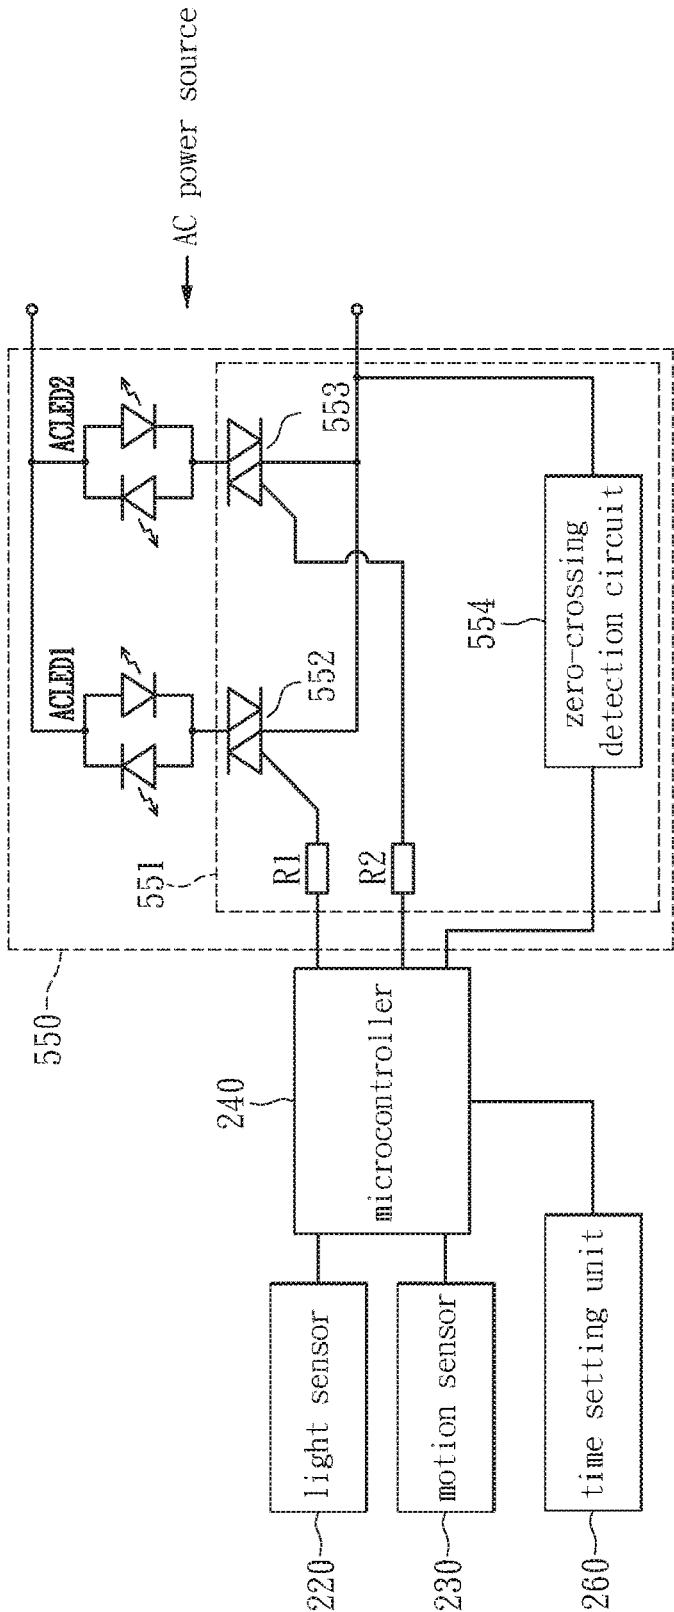 550
551
ACLED1
ACLED2
AC power source
220
light sensor
240
microcontroller
R1
552
553
230
motion sensor
R2
260
time setting unit
554
zero-crossing
detection circuit